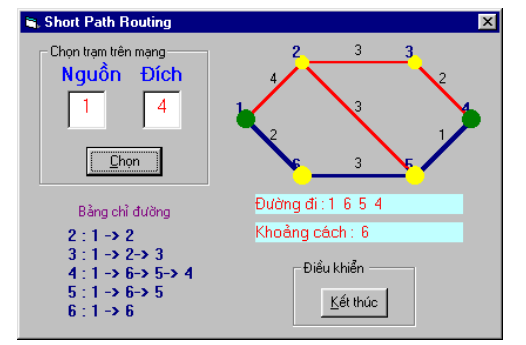 Short Path Routing
Chọn trạm trên mạng
Nguồn Đích
1 4
Chọn
Bảng chỉ đường
2 : 1 -> 2
3 : 1 -> 2-> 3
4 : 1 -> 6-> 5-> 4
5 : 1 -> 6-> 5
6 : 1 -> 6
2 3 3
4 2
1 3 4
2 1
6 3 5
Đường đi : 1 6 5 4
Khoảng cách : 6
Điều khiển
Kết thúc